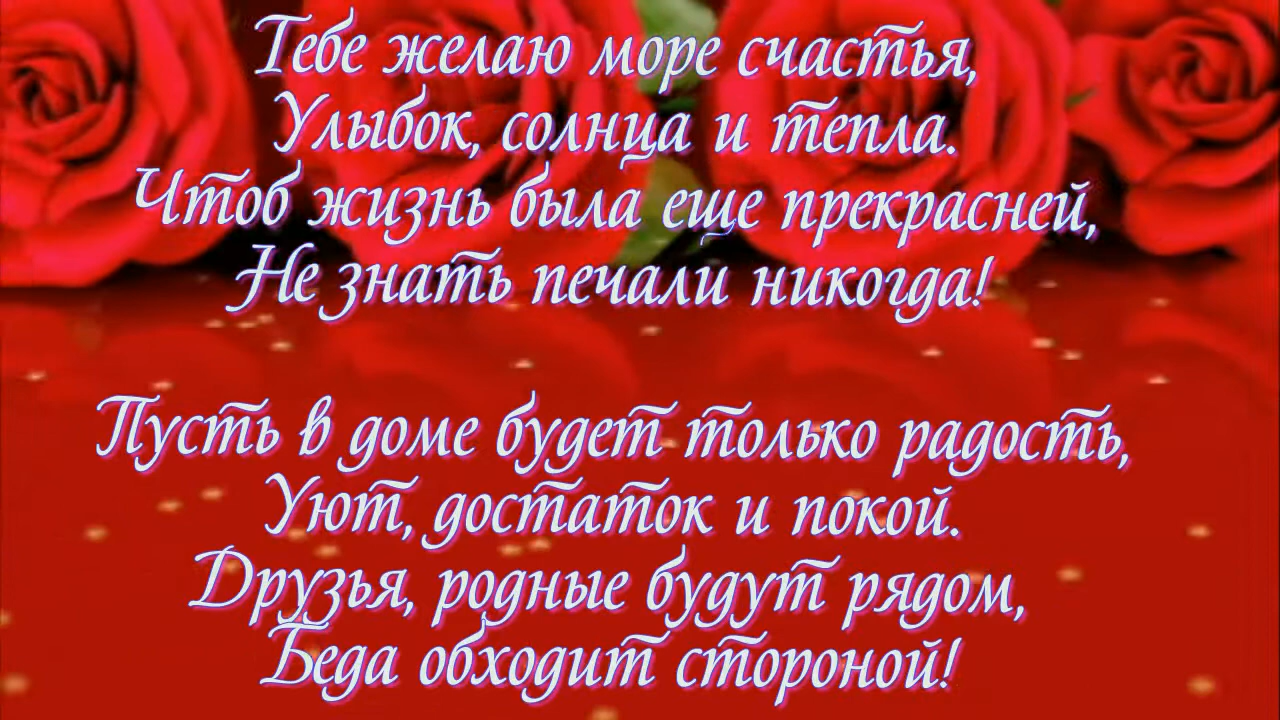 Тебе желаю море счастья,
Улыбок, солнца и тепла.
Чтоб жизнь была еще прекрасней,
Не знать печали никогда!
Пусть в доме будет только радость,
Уют, достаток и покой.
Друзья, родные будут рядом,
Беда обходит стороной!